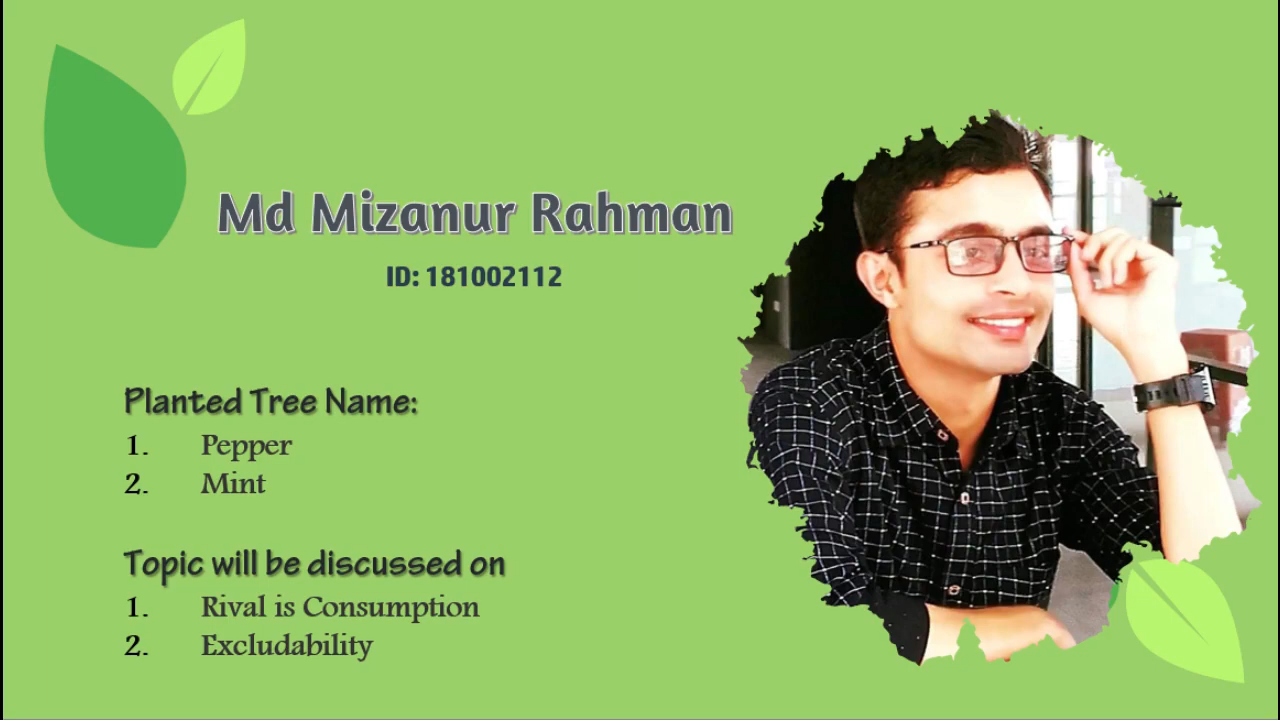 Md Mizanur Rahman
ID: 181002112
Planted Tree Name:
1. Pepper
2. Mint
Topic will be discussed on
1. Rival is Consumption
2. Excludability